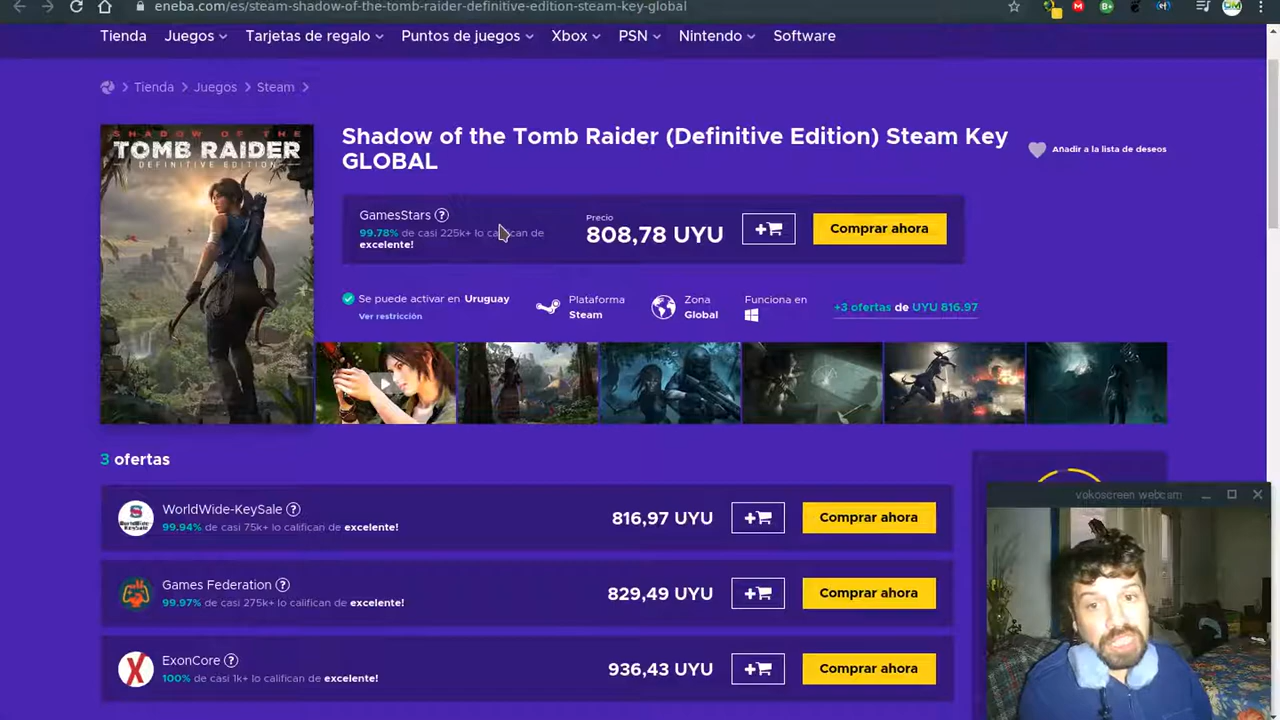 eneba.com/es/steam-shadow-of-the-tomb-raider-definitive-edition-steam-key-global
Tienda Juegos Tarjetas de regalo Puntos de juegos Xbox PSN Nintendo Software
Tienda Juegos Steam
SHADOW OF THE
TOMB RAIDER
DEFINITIVE EDITION
Shadow of the Tomb Raider (Definitive Edition) Steam Key
GLOBAL
Añadir a la lista de deseos
GamesStars ?
99.78% de casi 225k+ lo califican de
excelente!
Precio
808,78 UYU
Comprar ahora
Se puede activar en Uruguay
Ver restricción
Plataforma
Steam
Zona
Global
Funciona en
+3 ofertas de UYU 816.97
3 ofertas
WorldWide-KeySale ?
99.94% de casi 75k+ lo califican de excelente!
816,97 UYU
Comprar ahora
Games Federation ?
99.97% de casi 275k+ lo califican de excelente!
829,49 UYU
Comprar ahora
ExonCore ?
100% de casi 1k+ lo califican de excelente!
936,43 UYU
Comprar ahora
vokoscreen webcam